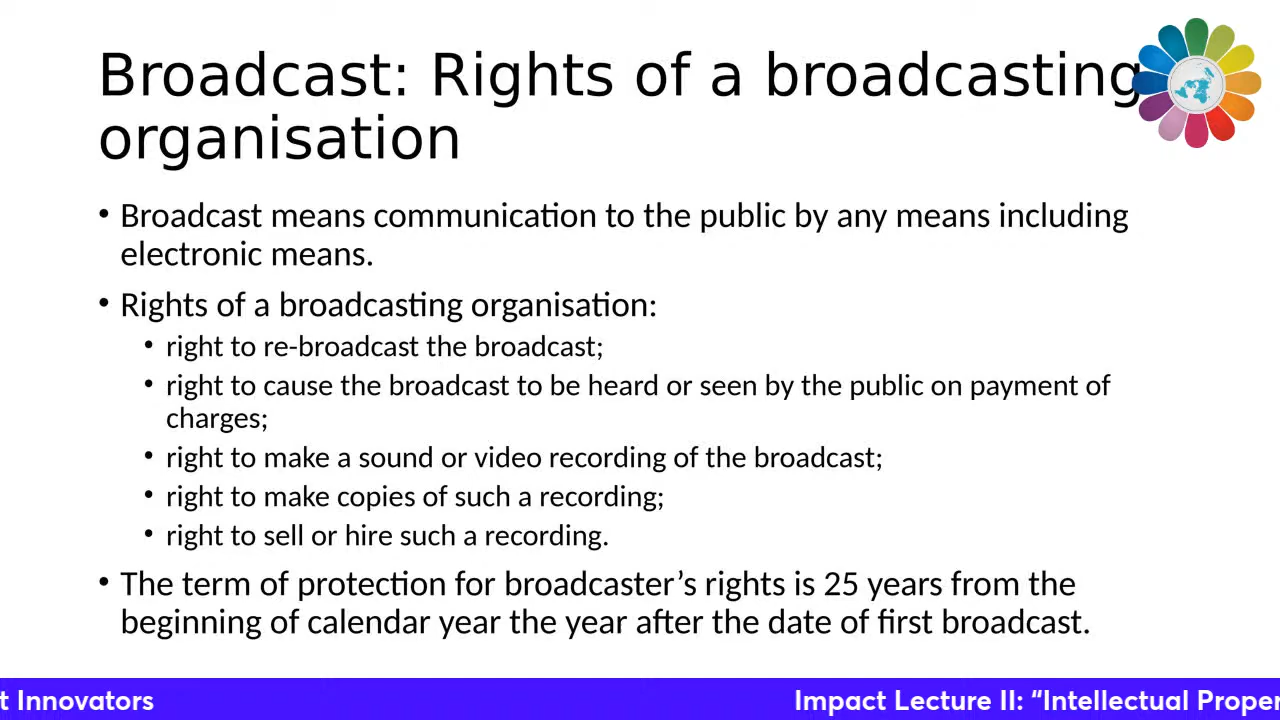 Broadcast: Rights of a broadcasting
organisation
• Broadcast means communication to the public by any means including
electronic means.
• Rights of a broadcasting organisation:
• right to re-broadcast the broadcast;
• right to cause the broadcast to be heard or seen by the public on payment of
charges;
• right to make a sound or video recording of the broadcast;
• right to make copies of such a recording;
• right to sell or hire such a recording.
• The term of protection for broadcaster’s rights is 25 years from the
beginning of calendar year the year after the date of first broadcast.
t Innovators Impact Lecture II: “Intellectual Proper